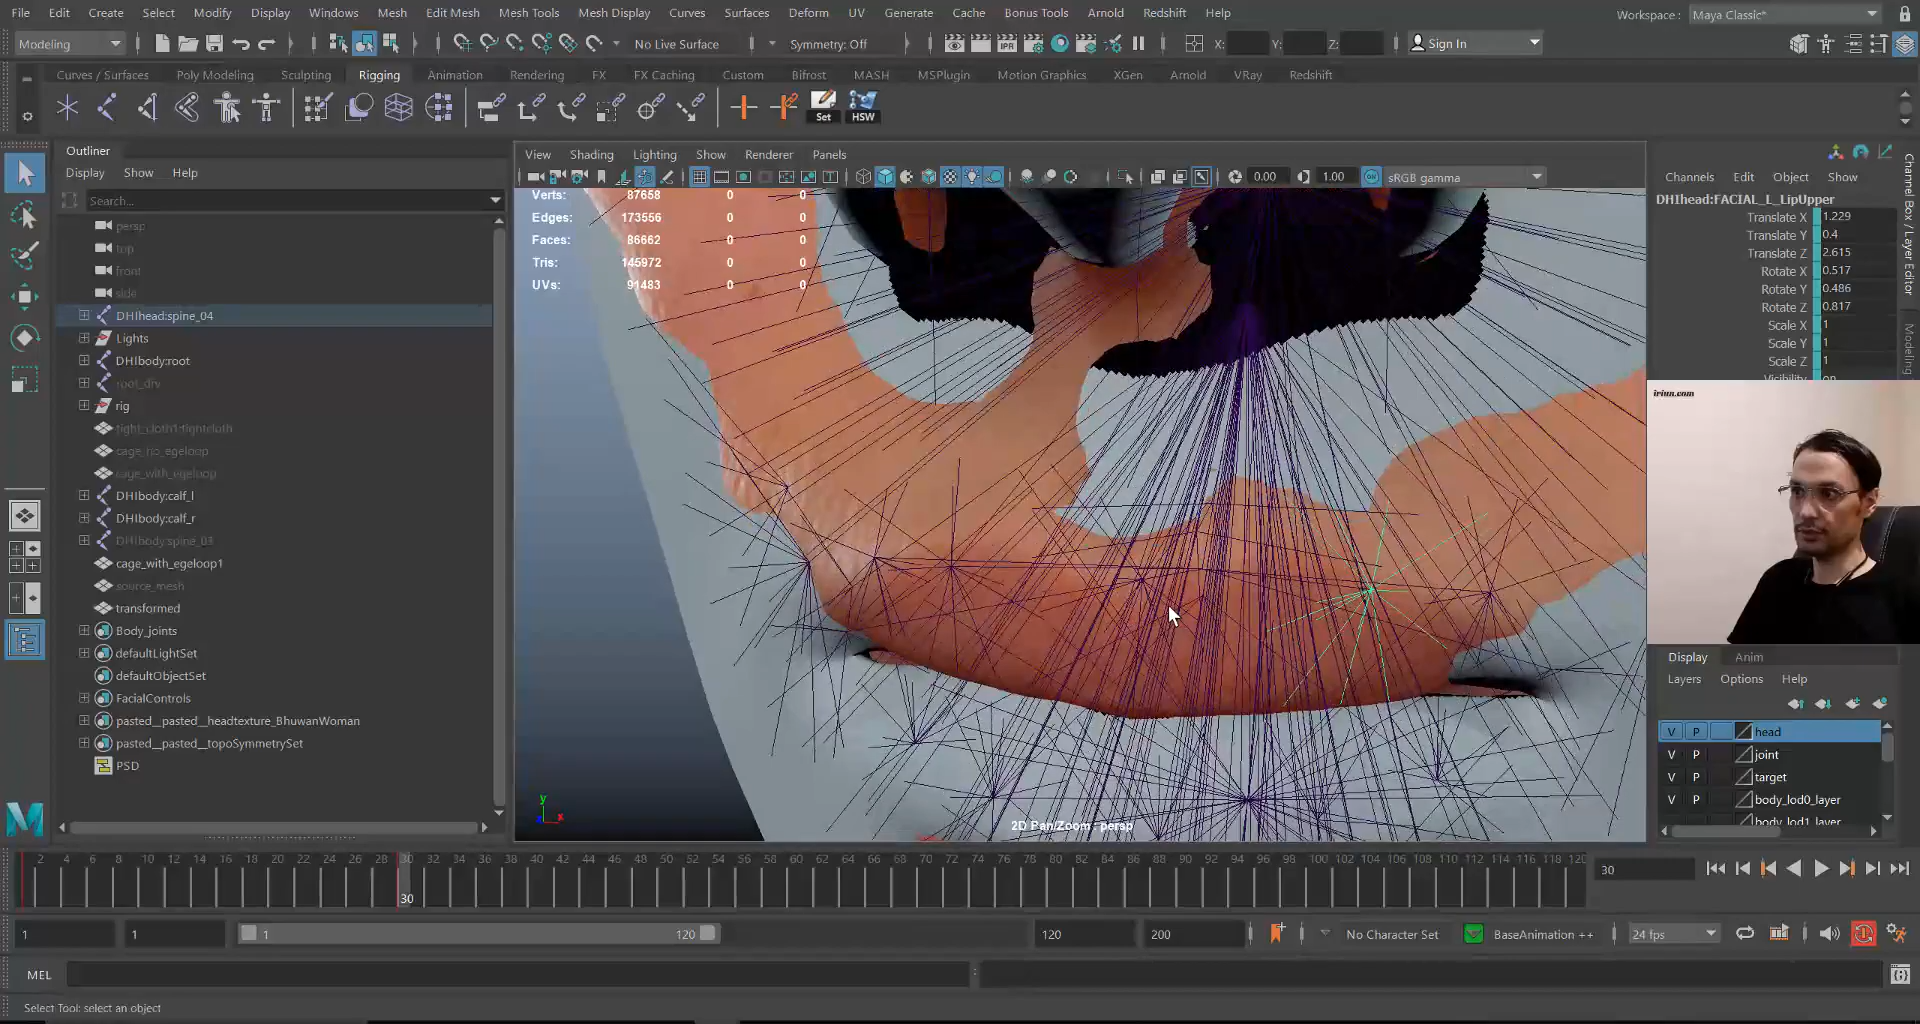 File Edit Create Select Modify Display Windows Mesh Edit Mesh Mesh Tools Mesh Display Curves Surfaces Deform UV Generate Cache Bonus Tools Arnold Redshift Help
Workspace : Maya Classic*
Modeling No Live Surface Symmetry: Off IPR X: Y: Z: Sign In
Curves / Surfaces Poly Modeling Sculpting Rigging Animation Rendering FX FX Caching Custom Bifrost MASH MSPlugin Motion Graphics XGen Arnold VRay Redshift
Set HSW
Outliner
Display Show Help
Search...
persp
top
front
side
DHIhead:spine_04
Lights
DHIbody:root
root_drv
rig
tight_cloth1:tightcloth
cage_no_egeloop
cage_with_egeloop
DHIbody:calf_l
DHIbody:calf_r
DHIbody:spine_03
cage_with_egeloop1
source_mesh
transformed
Body_joints
defaultLightSet
defaultObjectSet
FacialControls
pasted__pasted__headtexture_BhuwanWoman
pasted__pasted__topoSymmetrySet
PSD
View Shading Lighting Show Renderer Panels
0.00 1.00 ON sRGB gamma
Verts: 87658 0 0
Edges: 173556 0 0
Faces: 86662 0 0
Tris: 145972 0 0
UVs: 91483 0 0
y
x
2D Pan/Zoom : persp
Channels Edit Object Show
DHIhead:FACIAL_L_LipUpper
Translate X 1.229
Translate Y 0.4
Translate Z 2.615
Rotate X 0.517
Rotate Y 0.486
Rotate Z 0.817
Scale X 1
Scale Y 1
Scale Z 1
Visibility on
Channel Box / Layer Editor
Modeling
iriun.com
Display Anim
Layers Options Help
V P head
V P joint
V P target
V P body_lod0_layer
body_lod1_layer
2 4 6 8 10 12 14 16 18 20 22 24 26 28 30 32 34 36 38 40 42 44 46 48 50 52 54 56 58 60 62 64 66 68 70 72 74 76 78 80 82 84 86 88 90 92 94 96 98 100 102 104 106 108 110 112 114 116 118 120
30
30
1 1 1 120 120 200 No Character Set BaseAnimation ++ 24 fps
MEL
Select Tool: select an object